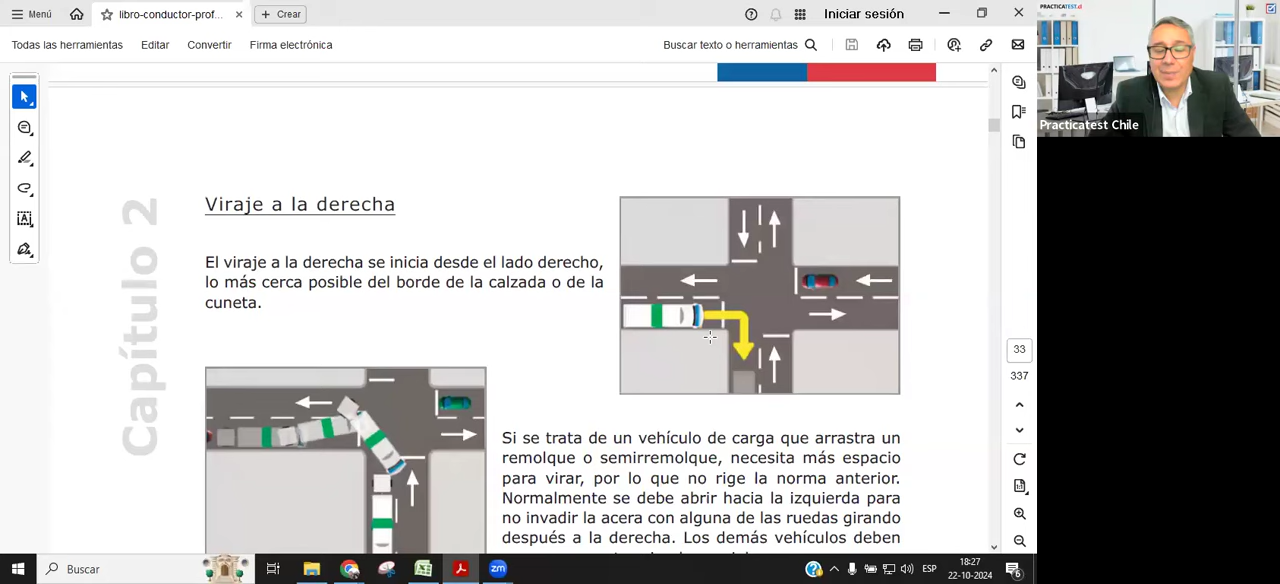 Menú
libro-conductor-prof...
Crear
Iniciar sesión
Todas las herramientas
Editar
Convertir
Firma electrónica
Buscar texto o herramientas
PRACTICATEST.cl
Practicatest Chile
Capítulo 2
Viraje a la derecha
El viraje a la derecha se inicia desde el lado derecho,
lo más cerca posible del borde de la calzada o de la
cuneta.
Si se trata de un vehículo de carga que arrastra un
remolque o semirremolque, necesita más espacio
para virar, por lo que no rige la norma anterior.
Normalmente se debe abrir hacia la izquierda para
no invadir la acera con alguna de las ruedas girando
después a la derecha. Los demás vehículos deben
33
337
Buscar
ESP
18:27
22-10-2024
6